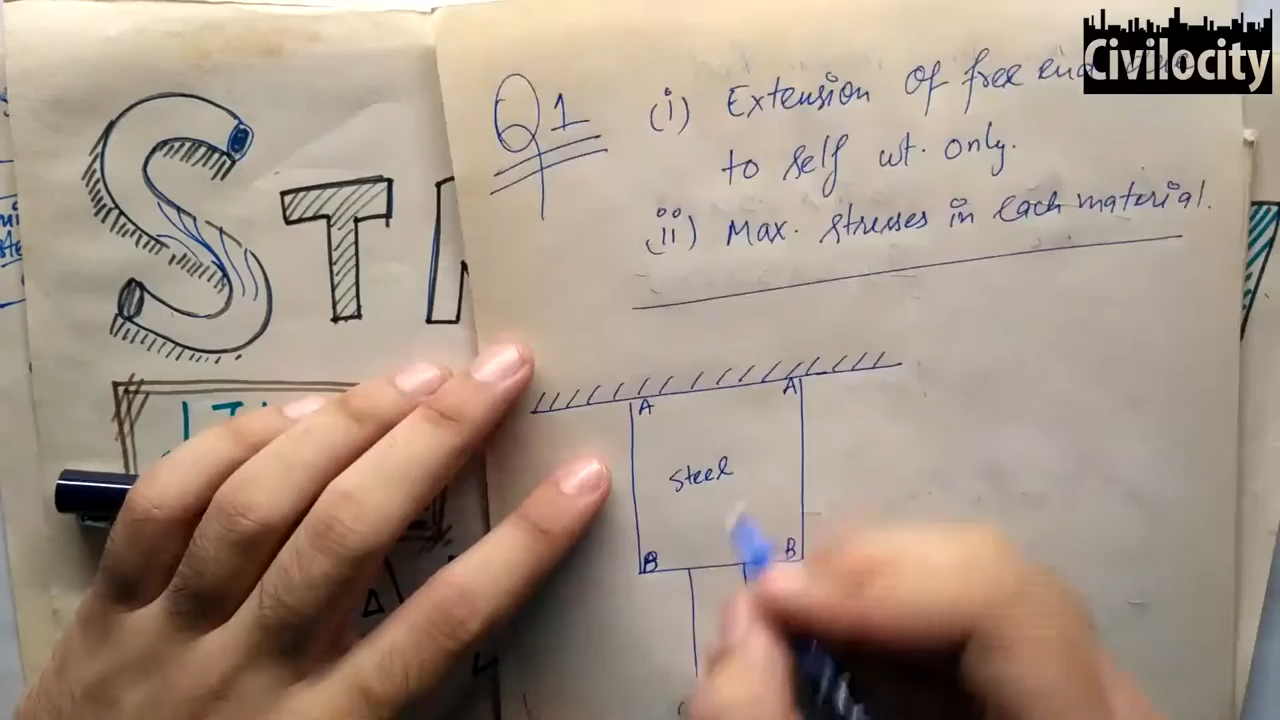 Civilocity
Q1
(i) Extension of free end
to self wt. only.
(ii) Max. stresses in each material.
A A
Steel
B B